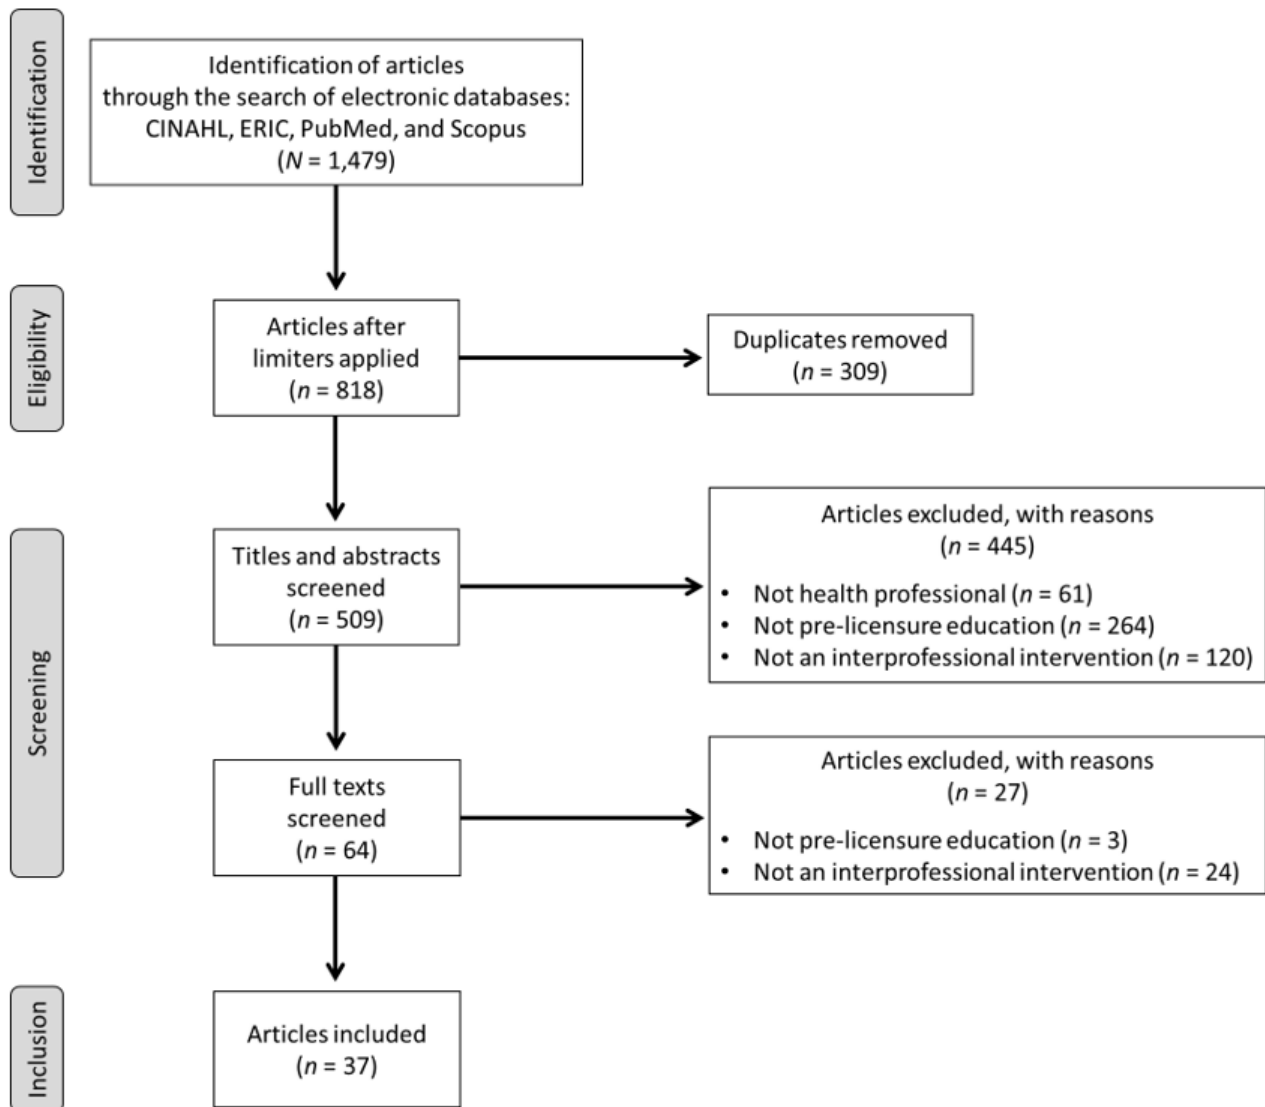 Identification
Identification of articles
through the search of electronic databases:
CINAHL, ERIC, PubMed, and Scopus
(N = 1,479)
Eligibility
Articles after
limiters applied
(n = 818)
Duplicates removed
(n = 309)
Screening
Titles and abstracts
screened
(n = 509)
Articles excluded, with reasons
(n = 445)
• Not health professional (n = 61)
• Not pre-licensure education (n = 264)
• Not an interprofessional intervention (n = 120)
Full texts
screened
(n = 64)
Articles excluded, with reasons
(n = 27)
• Not pre-licensure education (n = 3)
• Not an interprofessional intervention (n = 24)
Inclusion
Articles included
(n = 37)